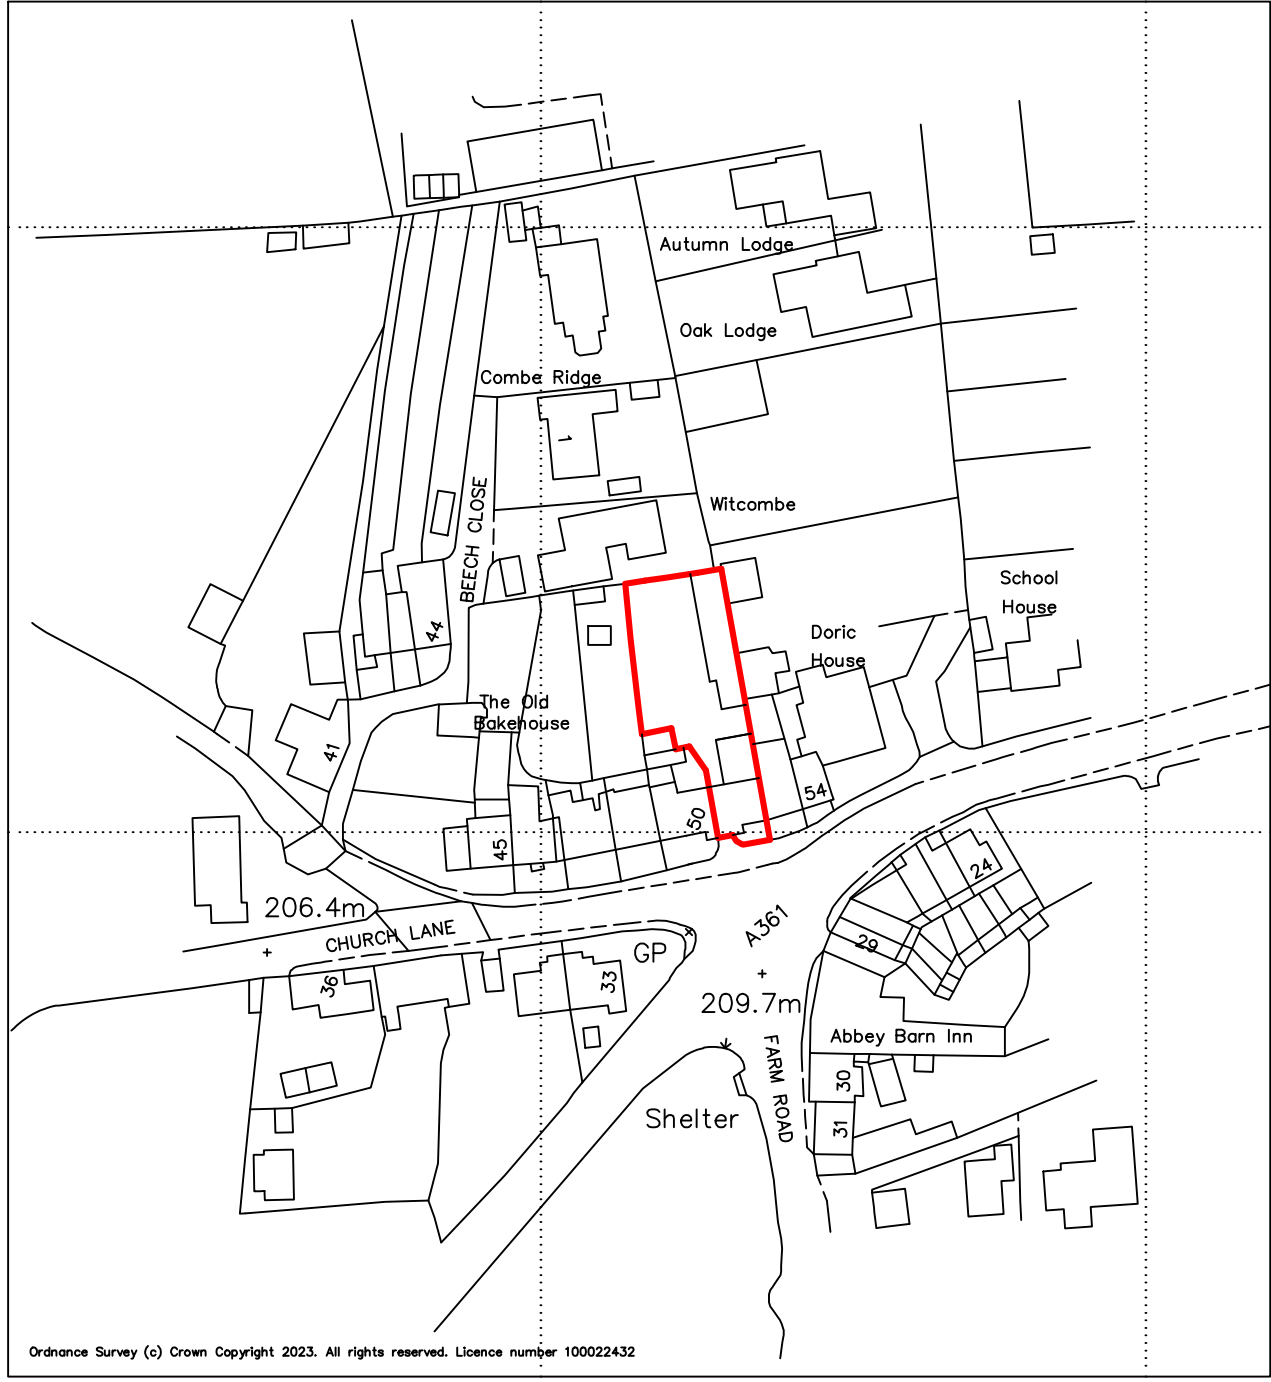 Autumn Lodge
Oak Lodge
Combe Ridge
1
Witcombe
BEECH CLOSE
School
House
44
Doric
House
The Old
Bakehouse
41
54
50
45
24
206.4m
CHURCH LANE
A361
29
GP
36
33
209.7m
Abbey Barn Inn
FARM ROAD
30
Shelter
31
Ordnance Survey (c) Crown Copyright 2023. All rights reserved. Licence number 100022432